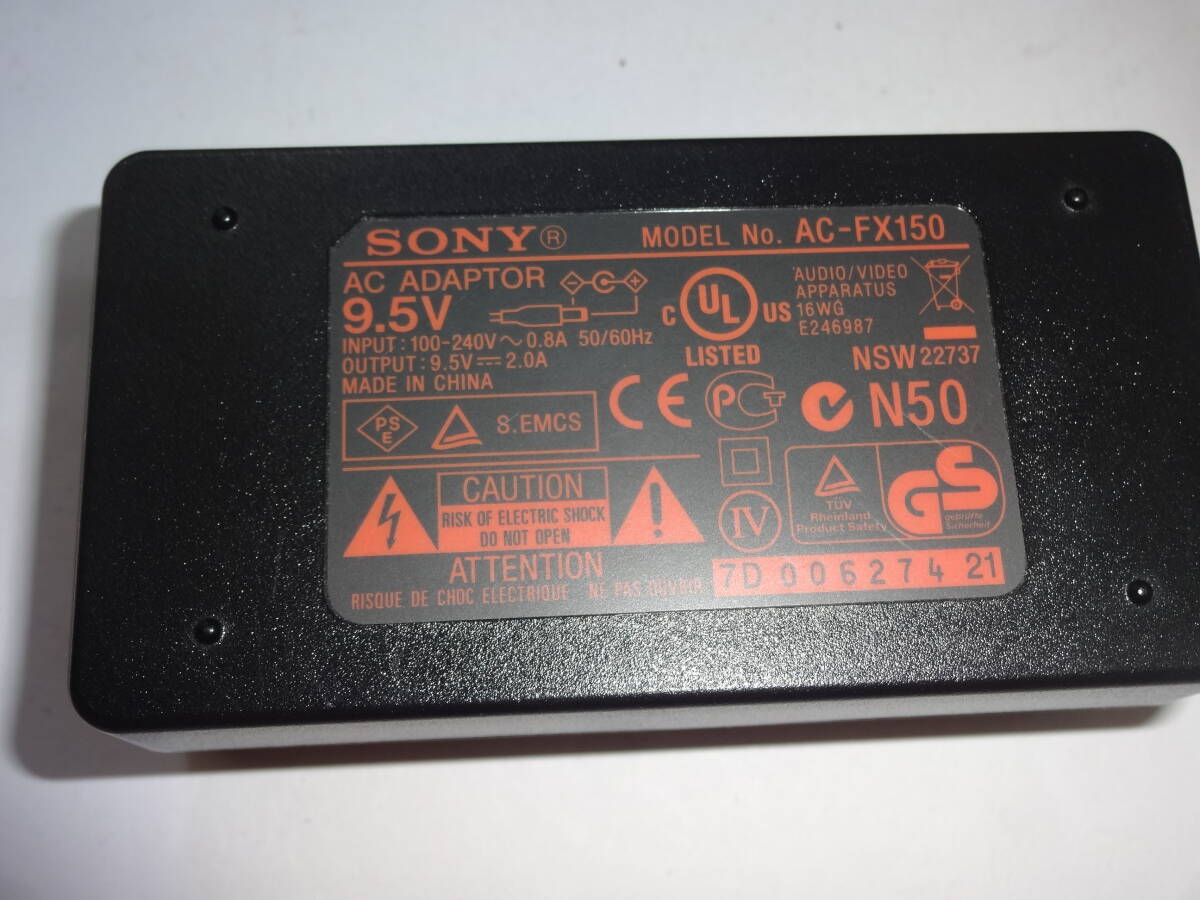 SONY®
MODEL No. AC-FX150
AC ADAPTOR
9.5V
INPUT : 100-240V ~ 0.8A 50/60Hz
OUTPUT : 9.5V ⎓ 2.0A
MADE IN CHINA
C UL US
LISTED
AUDIO/VIDEO
APPARATUS
16WG
E246987
NSW 22737
N50
PS
E
8.EMCS
CE
PCT
IV
TÜV
Rheinland
Product Safety
GS
geprüfte
Sicherheit
CAUTION
RISK OF ELECTRIC SHOCK
DO NOT OPEN
ATTENTION
RISQUE DE CHOC ELECTRIQUE NE PAS OUVRIR
7D 006274 21